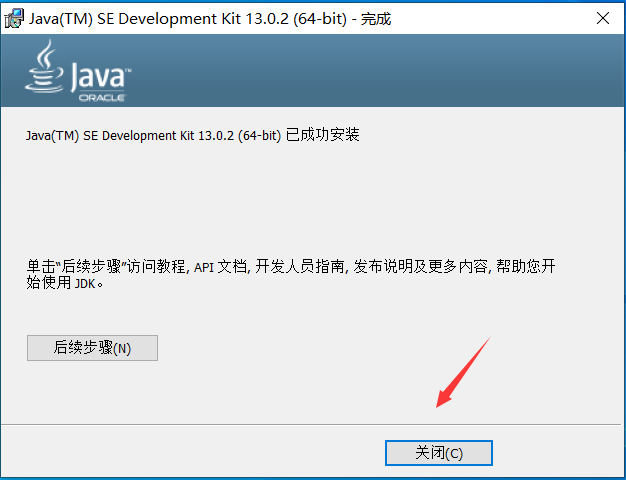 Java(TM) SE Development Kit 13.0.2 (64-bit) - 完成
Java™
ORACLE
Java(TM) SE Development Kit 13.0.2 (64-bit) 已成功安装
单击“后续步骤”访问教程, API 文档, 开发人员指南, 发布说明及更多内容, 帮助您开
始使用 JDK。
后续步骤(N)
关闭(C)